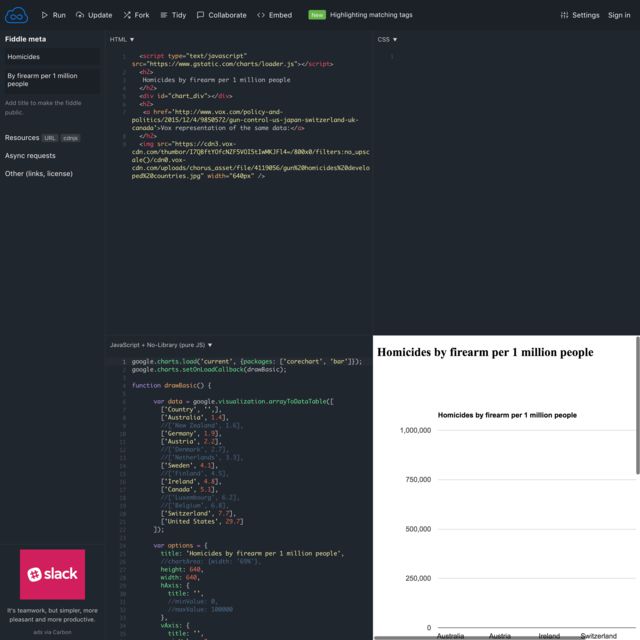 Run Update Fork Tidy Collaborate Embed New Highlighting matching tags Settings Sign in
Fiddle meta
Homicides
By firearm per 1 million
people
Add title to make the fiddle
public.
Resources URL cdnjs
Async requests
Other (links, license)
slack
It's teamwork, but simpler, more
pleasant and more productive.
ads via Carbon
HTML ▼
1 <script type="text/javascript"
src="https://www.gstatic.com/charts/loader.js"></script>
2 <h2>
3 Homicides by firearm per 1 million people
4 </h2>
5 <div id="chart_div"></div>
6 <h2>
7 <a href='http://www.vox.com/policy-and-
politics/2015/12/4/9850572/gun-control-us-japan-switzerland-uk-
canada'>Vox representation of the same data:</a>
8 </h2>
9 <img src="https://cdn3.vox-
cdn.com/thumbor/I7QBftYOfcNZF5VOI5tIwMKJFl4=/800x0/filters:no_upsc
ale()/cdn0.vox-
cdn.com/uploads/chorus_asset/file/4119056/gun%20homicides%20develo
ped%20countries.jpg" width="640px" />
CSS ▼
1
JavaScript + No-Library (pure JS) ▼
1 google.charts.load('current', {packages: ['corechart', 'bar']});
2 google.charts.setOnLoadCallback(drawBasic);
3
4 function drawBasic() {
5
6 var data = google.visualization.arrayToDataTable([
7 ['Country', '',],
8 ['Australia', 1.4],
9 //['New Zealand', 1.6],
10 ['Germany', 1.9],
11 ['Austria', 2.2],
12 //['Denmark', 2.7],
13 //['Netherlands', 3.3],
14 ['Sweden', 4.1],
15 //['Finland', 4.5],
16 ['Ireland', 4.8],
17 ['Canada', 5.1],
18 //['Luxembourg', 6.2],
19 //['Belgium', 6.8],
20 ['Switzerland', 7.7],
21 ['United States', 29.7]
22 ]);
23
24 var options = {
25 title: 'Homicides by firearm per 1 million people',
26 //chartArea: {width: '69%'},
27 height: 640,
28 width: 640,
29 hAxis: {
30 title: '',
31 //minValue: 0,
32 //maxValue: 100000
33 },
34 vAxis: {
35 title: '',
Homicides by firearm per 1 million people
Homicides by firearm per 1 million people
1,000,000
750,000
500,000
250,000
0
Australia Austria Ireland Switzerland